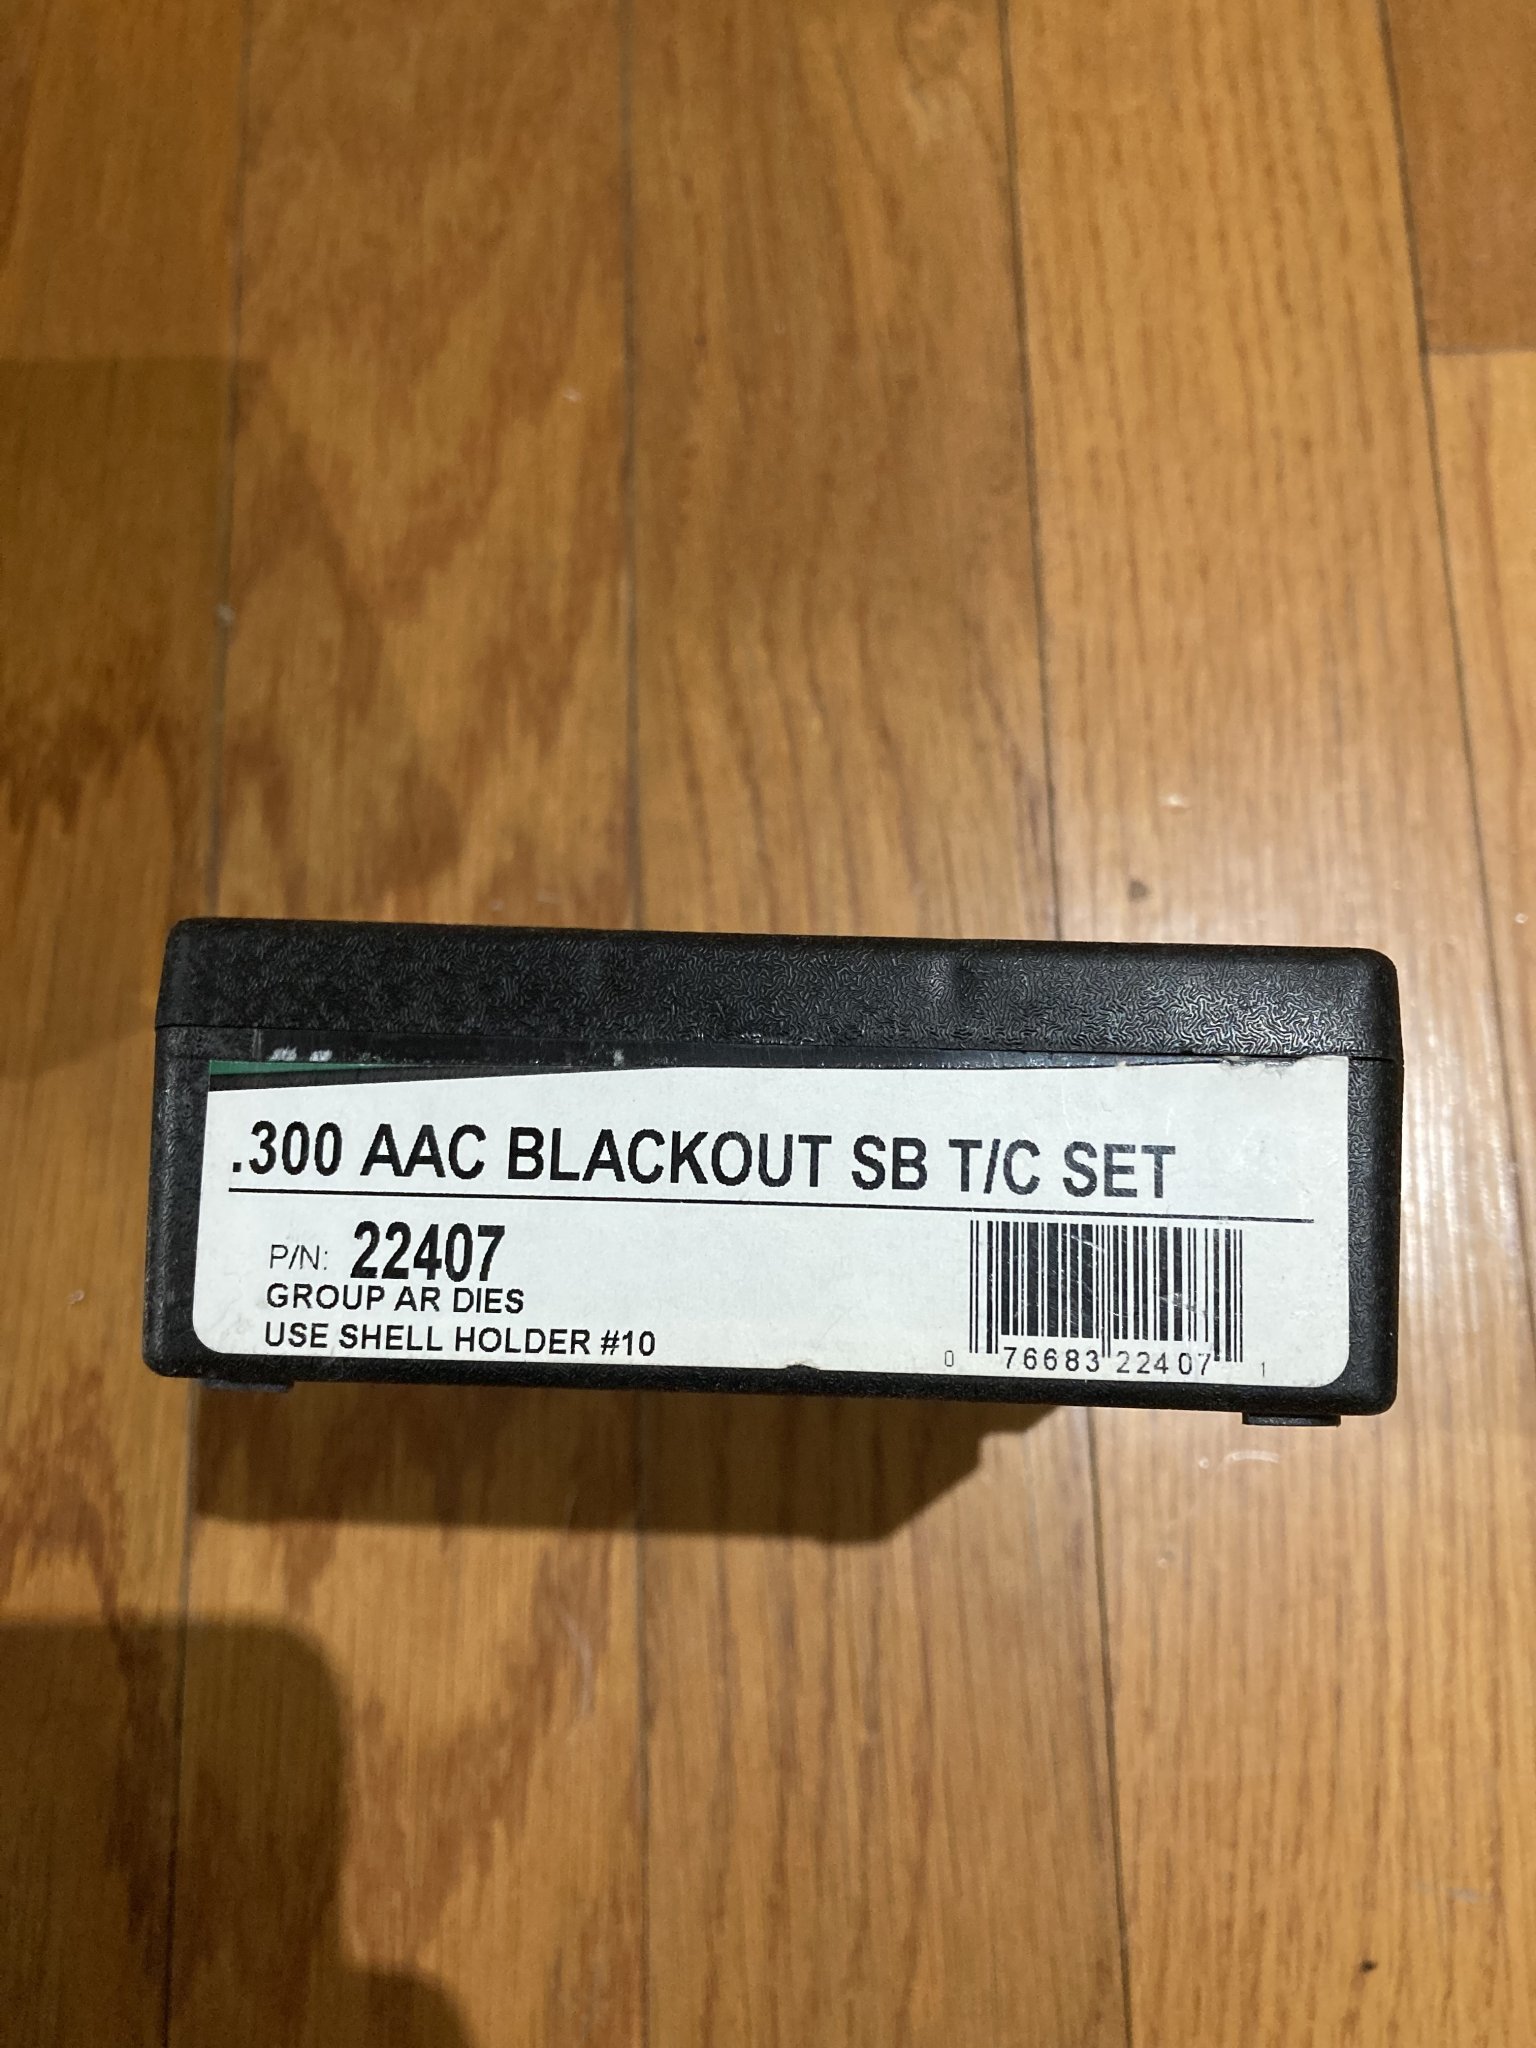 .300 AAC BLACKOUT SB T/C SET
P/N: 22407
GROUP AR DIES
USE SHELL HOLDER #10
0 76683 22407 1